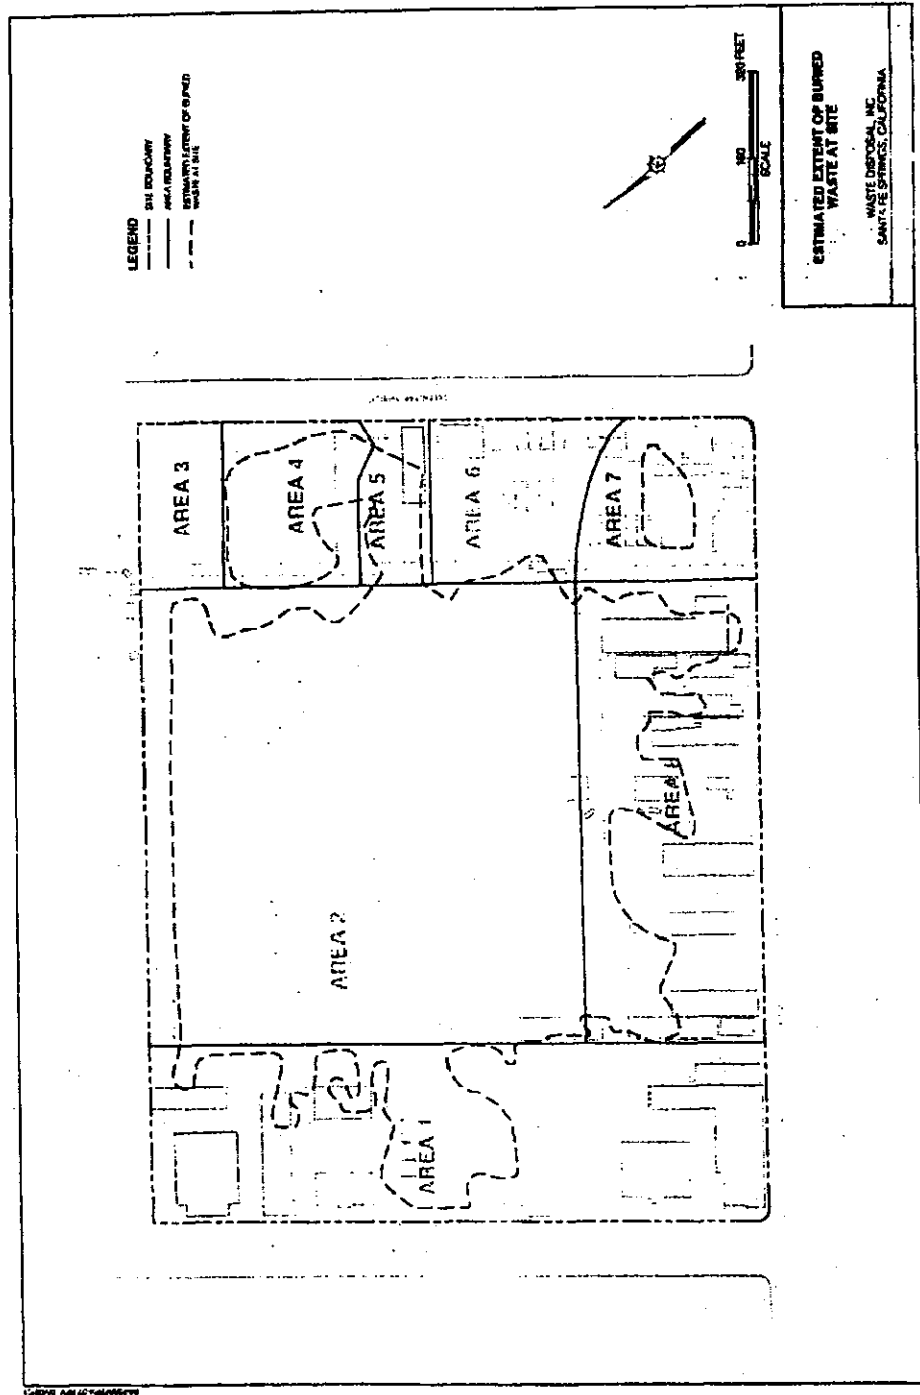 LEGEND
SITE BOUNDARY
AREA BOUNDARY
ESTIMATED EXTENT OF BURIED
WASTE AT SITE
AREA 3
AREA 4
AREA 5
AREA 6
AREA 7
AREA 2
AREA 8
AREA 1
0 160 320 FEET
SCALE
ESTIMATED EXTENT OF BURIED
WASTE AT SITE
WASTE DISPOSAL, INC.
SANTA FE SPRINGS, CALIFORNIA